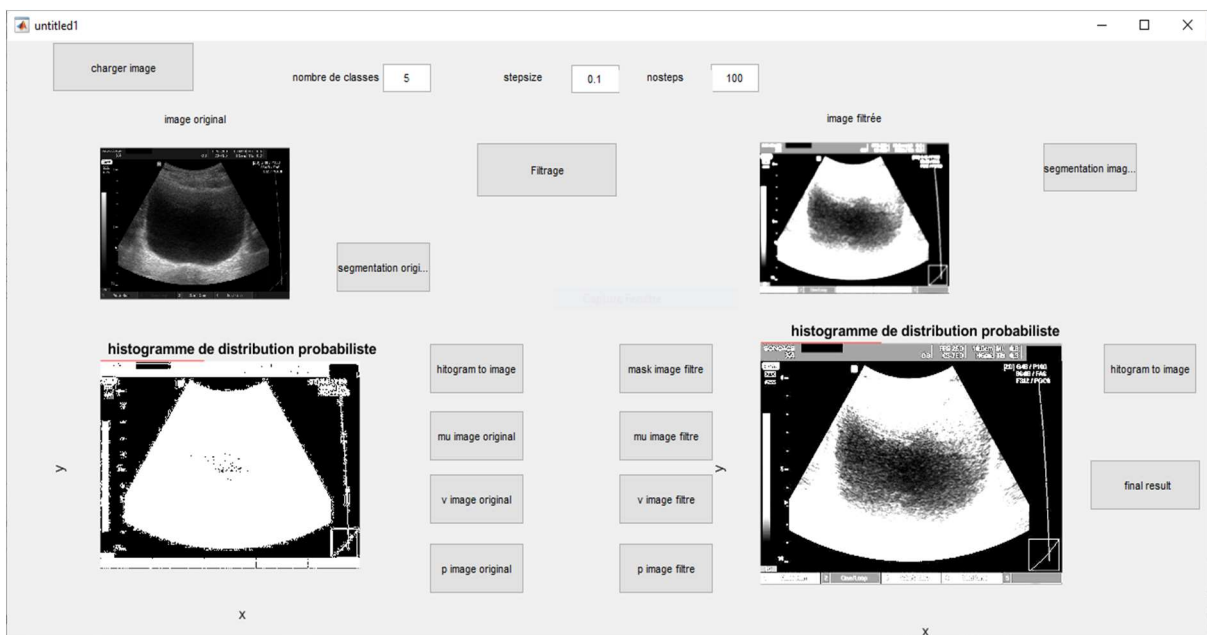 untitled1
charger image
nombre de classes 5 stepsize 0.1 nosteps 100
image original
image filtrée
Filtrage
segmentation imag...
segmentation origi...
Capture Fenêtre
histogramme de distribution probabiliste
histogramme de distribution probabiliste
hitogram to image
mask image filtre
hitogram to image
mu image original
mu image filtre
y
y
v image original
v image filtre
final result
p image original
p image filtre
x
x